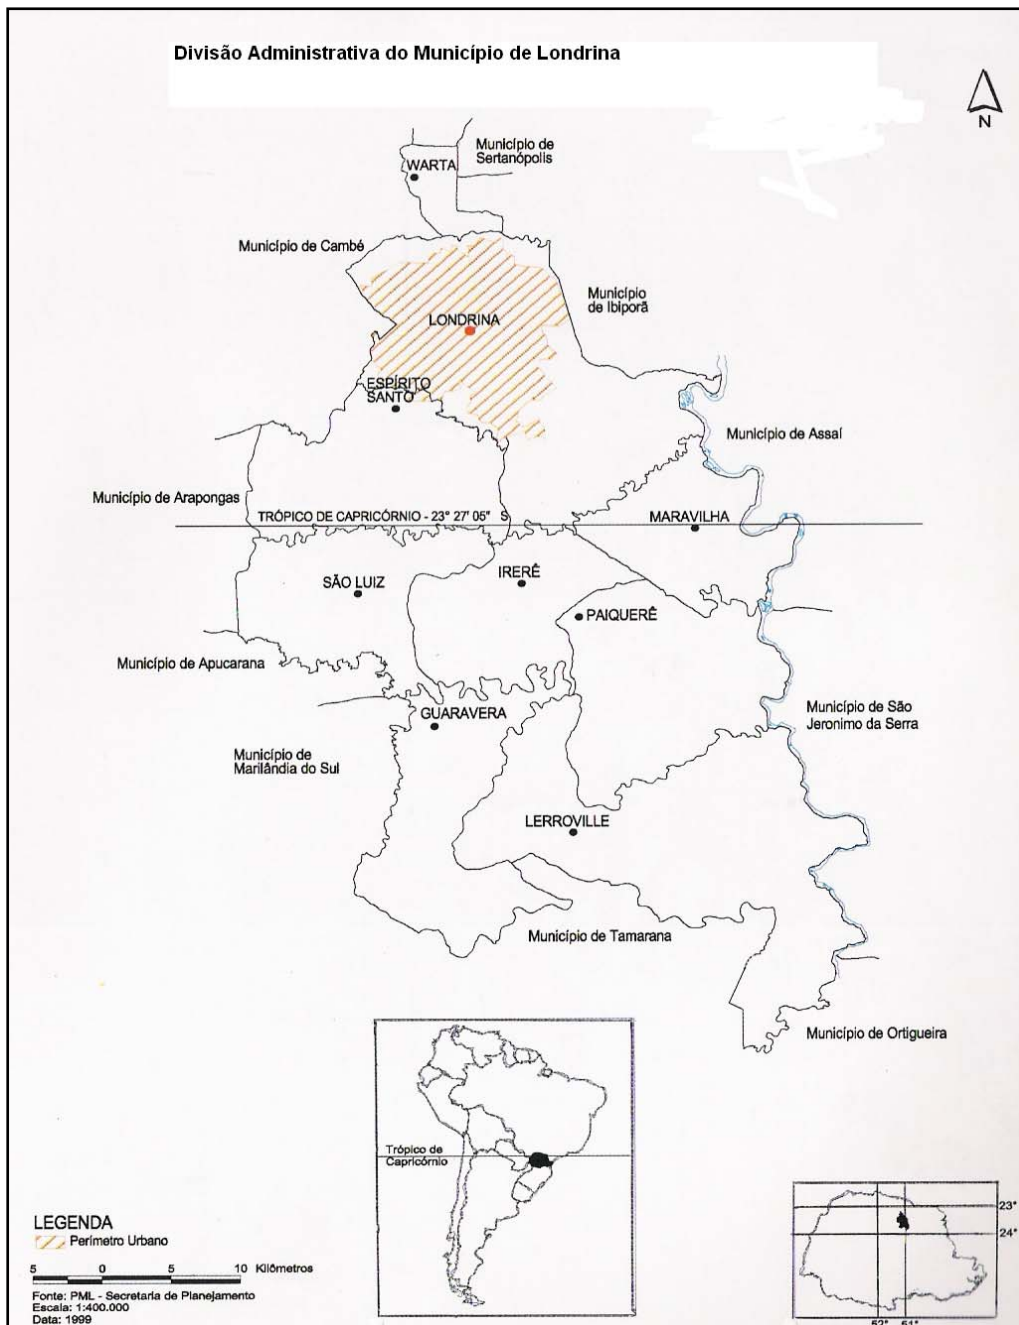 Divisão Administrativa do Município de Londrina
N
Município de
Sertanópolis
WARTA
Município de Cambé
Município
de Ibiporã
LONDRINA
ESPÍRITO
SANTO
Município de Assaí
Município de Arapongas
TRÓPICO DE CAPRICÓRNIO - 23° 27' 05" S
MARAVILHA
IRERÊ
SÃO LUIZ
PAIQUERÊ
Município de Apucarana
GUARAVERA
Município de São
Jeronimo da Serra
Município de
Marilândia do Sul
LERROVILLE
Município de Tamarana
Município de Ortigueira
Trópico de
Capricórnio
23°
24°
52° 51°
LEGENDA
Perímetro Urbano
5 0 5 10 Kilômetros
Fonte: PML - Secretaria de Planejamento
Escala: 1:400.000
Data: 1999